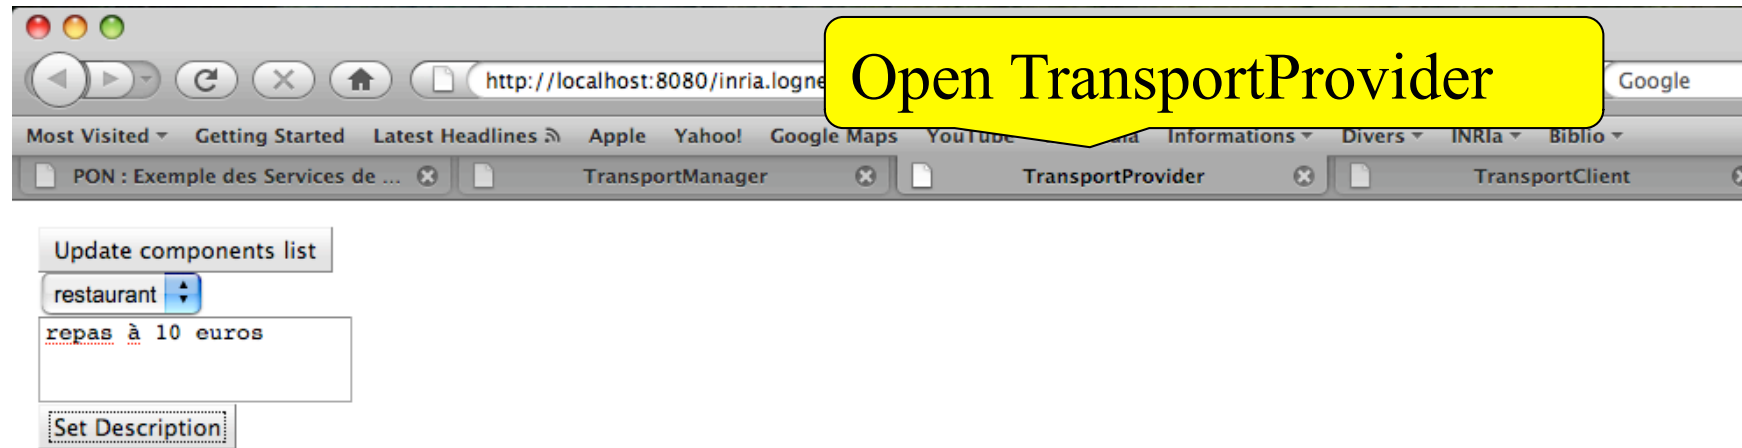 Open TransportProvider
http://localhost:8080/inria.logne
Google
Most Visited Getting Started Latest Headlines Apple Yahoo! Google Maps Informations Divers INRIa Biblio
PON : Exemple des Services de ... TransportManager TransportProvider TransportClient
Update components list
restaurant
repas à 10 euros
Set Description